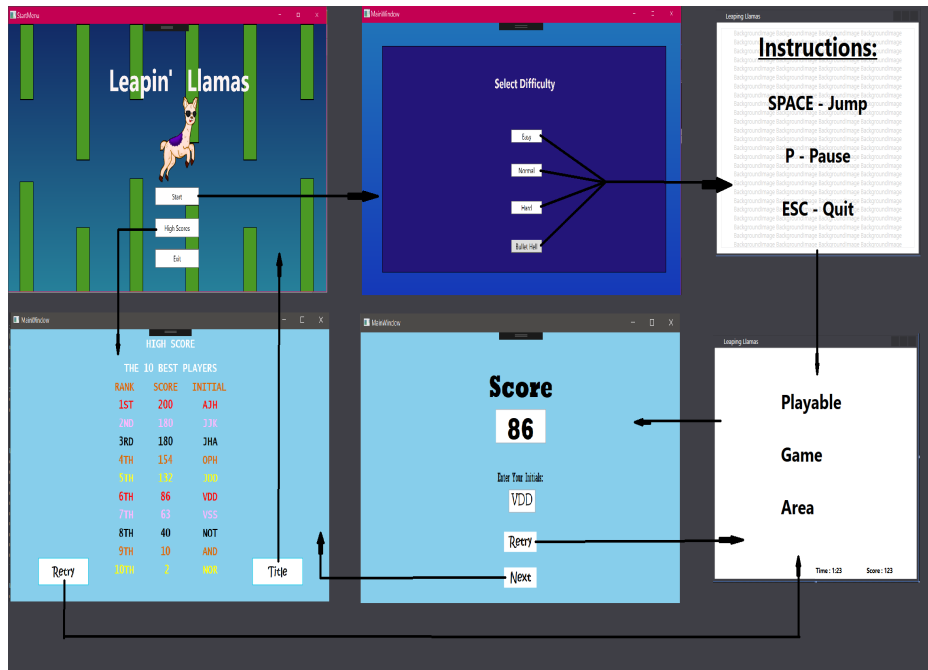 StartMenu
Leapin' Llamas
Start
High Scores
Exit
MainWindow
Select Difficulty
Easy
Normal
Hard
Bullet Hell
Leaping Llamas
BackgroundImage BackgroundImage BackgroundImage BackgroundImage
Instructions:
SPACE - Jump
P - Pause
ESC - Quit
MainWindow
HIGH SCORE
THE 10 BEST PLAYERS
RANK SCORE INITIAL
1ST 200 AJH
2ND 180 JJK
3RD 180 JHA
4TH 154 OPH
5TH 132 JDD
6TH 86 VDD
7TH 63 VSS
8TH 40 NOT
9TH 10 AND
10TH 2 NOR
Retry
Title
MainWindow
Score
86
Enter Your Initials:
VDD
Retry
Next
Leaping Llamas
Playable
Game
Area
Time : 1:23 Score : 123